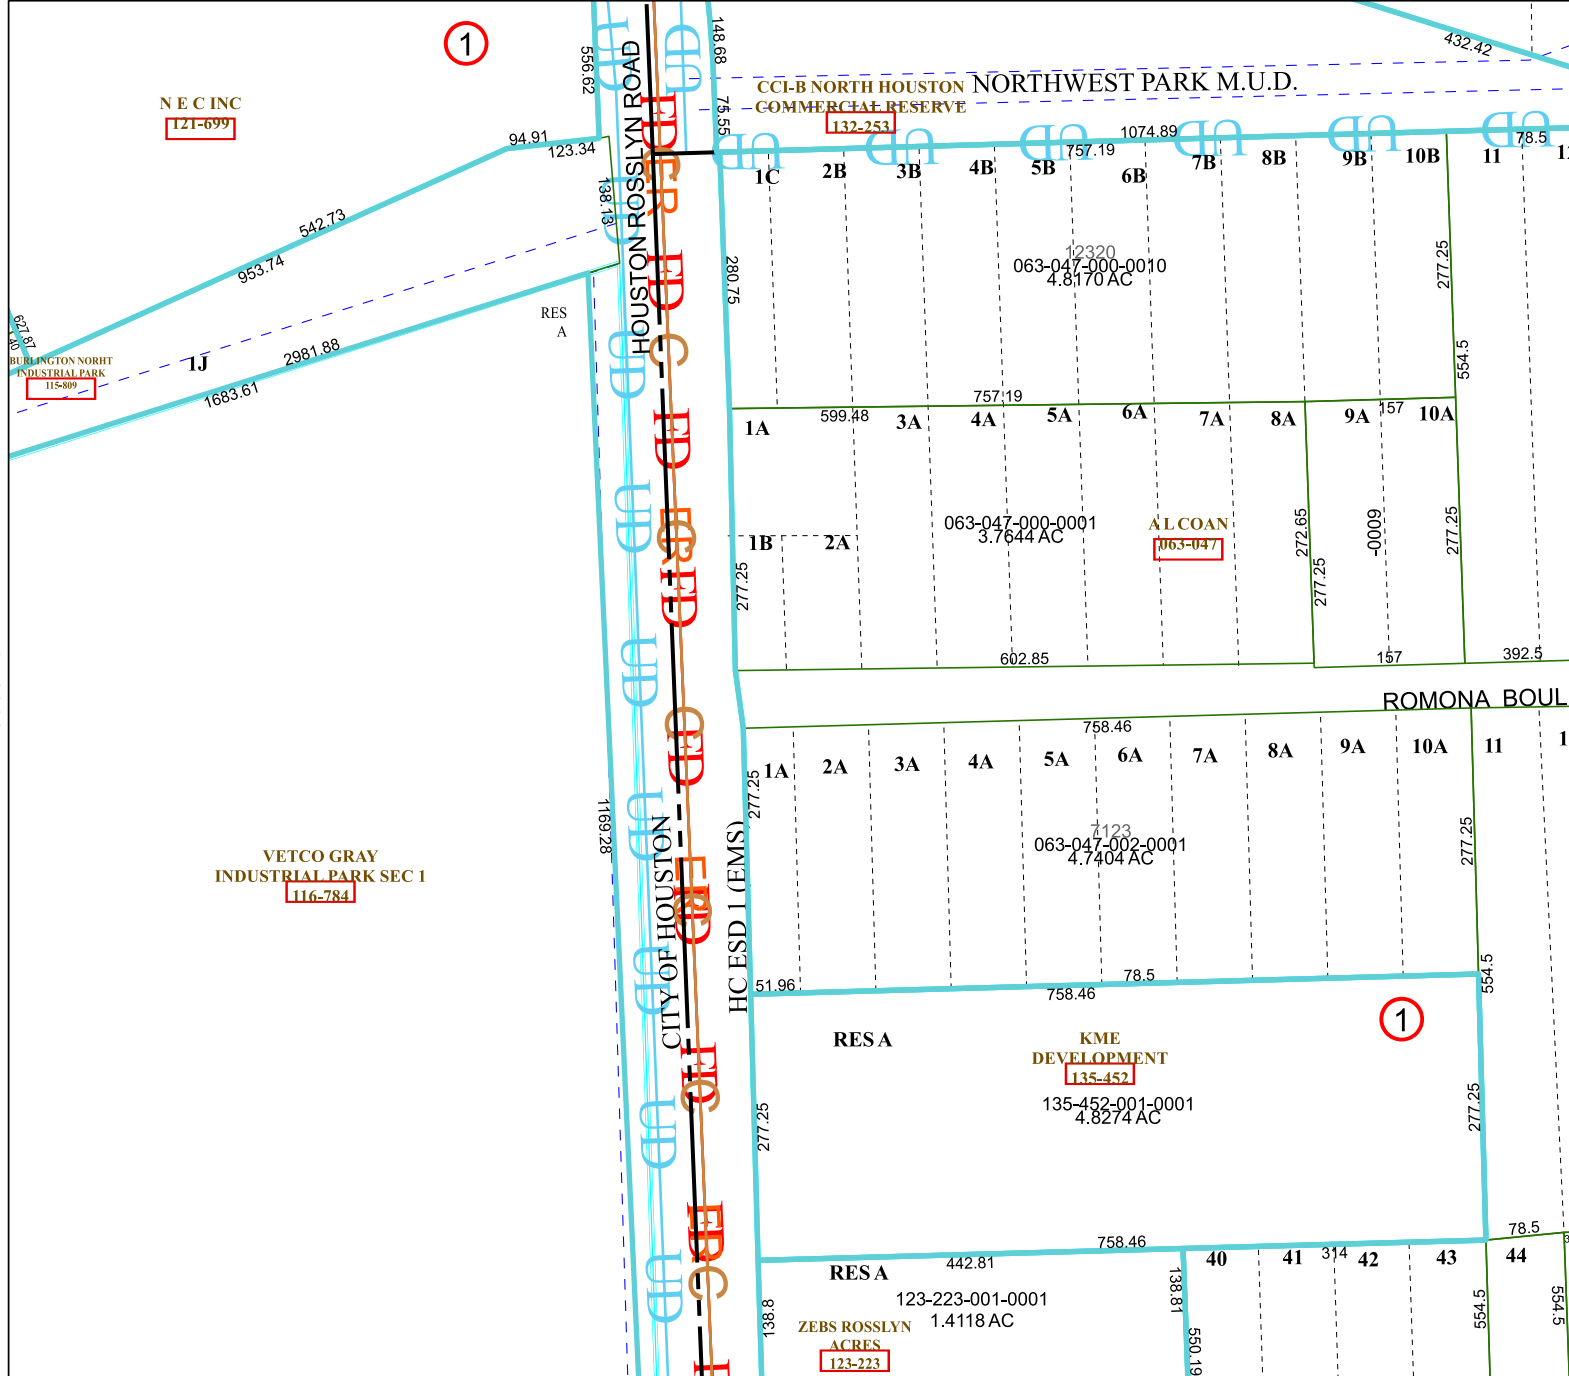 1
N E C INC
121-699
556.62
HOUSTON ROSSLYN ROAD
148.68
75.55
CCI-B NORTH HOUSTON
COMMERCIAL RESERVE
132-253
NORTHWEST PARK M.U.D.
432.42
94.91
123.34
138.13
542.73
953.74
1074.89
757.19
78.5
1C
2B
3B
4B
5B
6B
7B
8B
9B
10B
11
12320
063-047-000-0010
4.8170 AC
280.75
277.25
554.5
627.87
BURLINGTON NORHT
INDUSTRIAL PARK
115-809
1J
2981.88
1683.61
RES
A
757.19
599.48
157
1A
3A
4A
5A
6A
7A
8A
9A
10A
063-047-000-0001
3.7644 AC
A L COAN
063-047
272.65
-0009
277.25
1B
2A
277.25
277.25
602.85
157
392.5
ROMONA BOUL
758.46
1A
2A
3A
4A
5A
6A
7A
8A
9A
10A
11
277.25
7123
063-047-002-0001
4.7404 AC
277.25
1169.28
VETCO GRAY
INDUSTRIAL PARK SEC 1
116-784
CITY OF HOUSTON
HC ESD 1 (EMS)
51.96
78.5
758.46
554.5
1
RES A
KME
DEVELOPMENT
135-452
135-452-001-0001
4.8274 AC
277.25
277.25
758.46
78.5
442.81
314
RES A
40
41
42
43
44
123-223-001-0001
1.4118 AC
138.8
138.81
550.19
554.5
554.5
ZEBS ROSSLYN
ACRES
123-223
UD
ED
C
ER